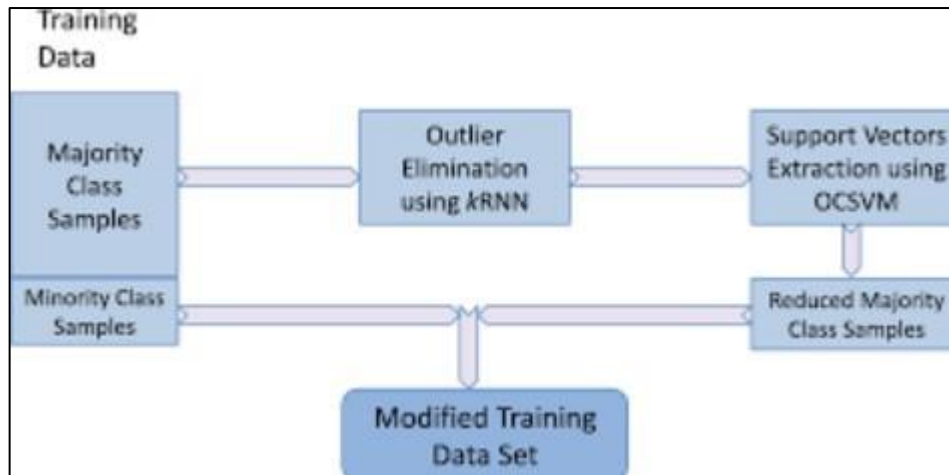 Training
Data
Majority
Class
Samples
Outlier
Elimination
using kRNN
Support Vectors
Extraction using
OCSVM
Minority Class
Samples
Reduced Majority
Class Samples
Modified Training
Data Set